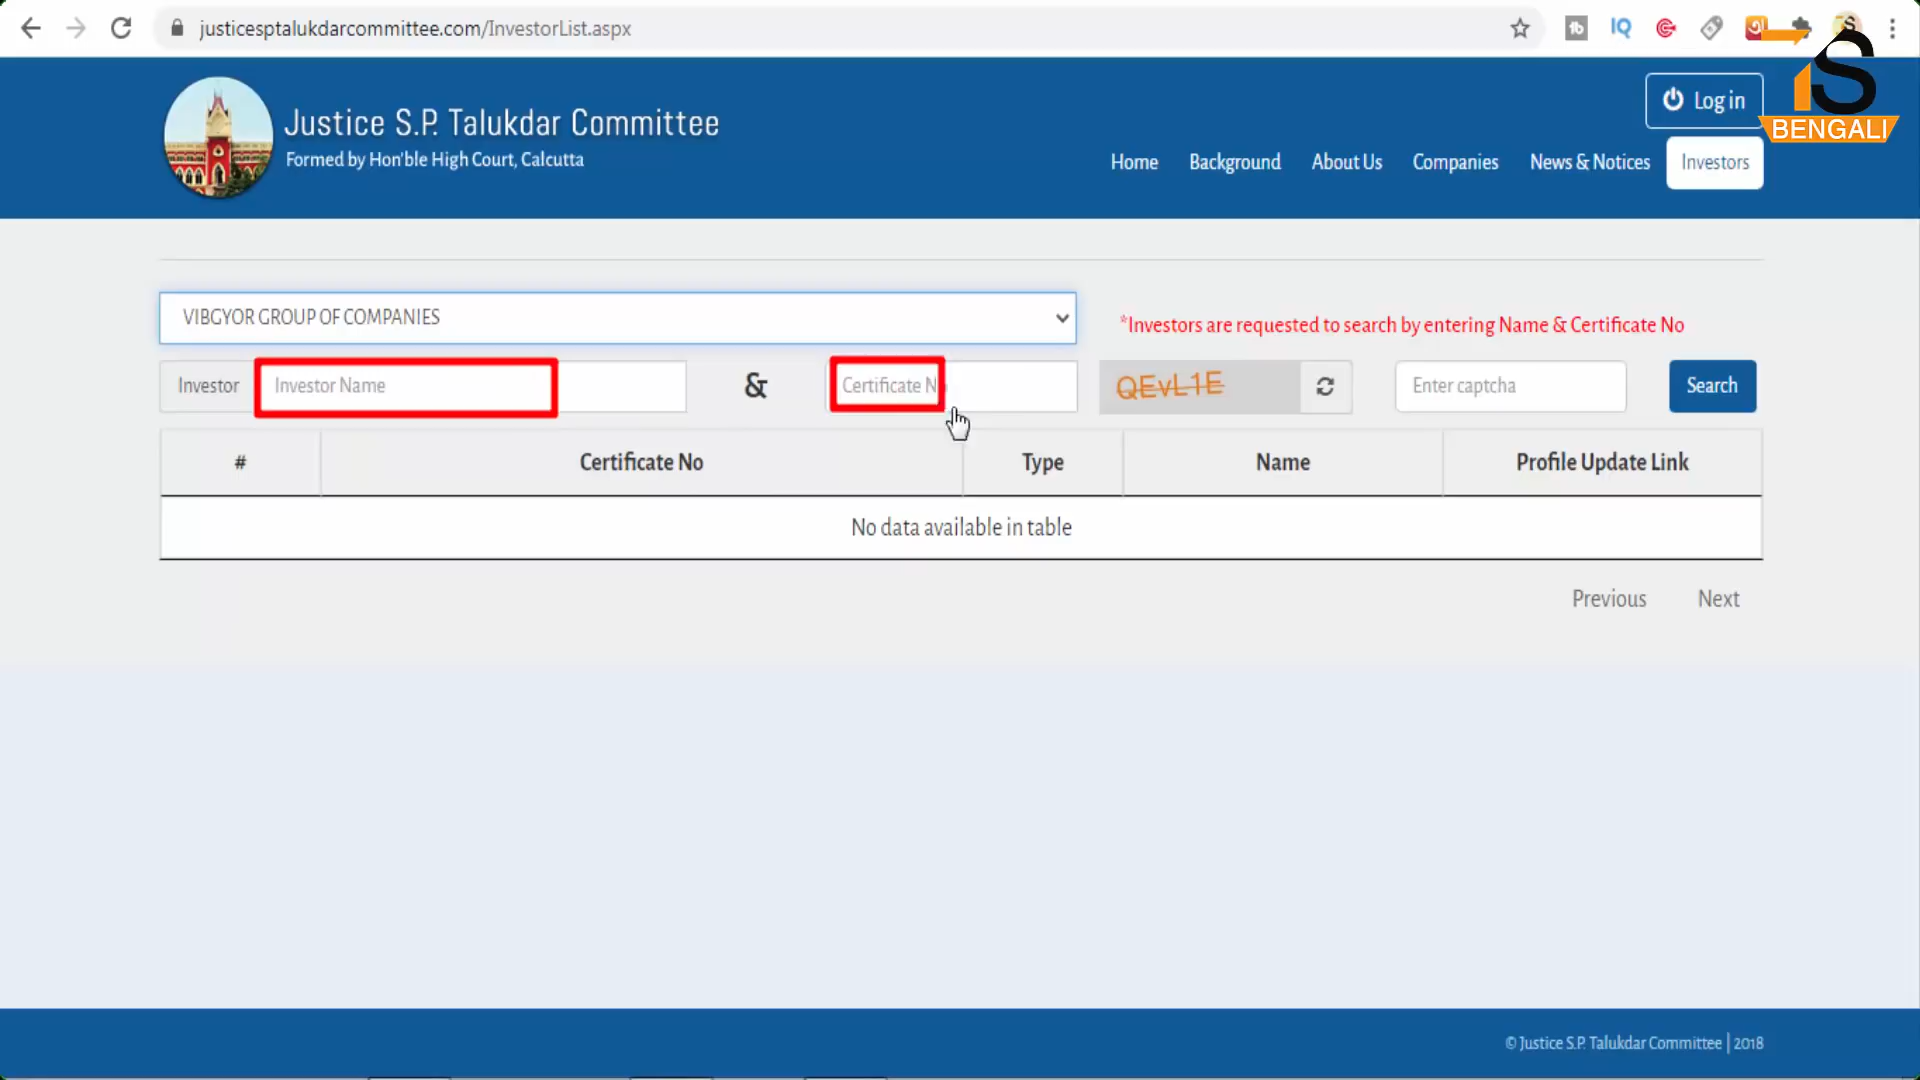 justicesptalukdarcommittee.com/InvestorList.aspx
tb
IQ
S
IS
BENGALI
Justice S.P. Talukdar Committee
Formed by Hon'ble High Court, Calcutta
Log in
Home
Background
About Us
Companies
News & Notices
Investors
VIBGYOR GROUP OF COMPANIES
*Investors are requested to search by entering Name & Certificate No
Investor
Investor Name
&
Certificate N
QEvL1E
Enter captcha
Search
#
Certificate No
Type
Name
Profile Update Link
No data available in table
Previous
Next
© Justice S.P. Talukdar Committee | 2018